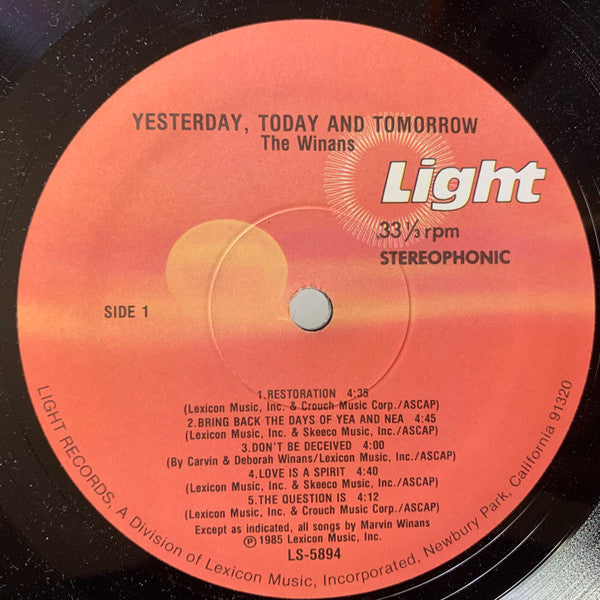 YESTERDAY, TODAY AND TOMORROW
The Winans
Light
33 1/3 rpm
STEREOPHONIC
SIDE 1
1.RESTORATION 4:35
(Lexicon Music, Inc. & Crouch Music Corp./ASCAP)
2.BRING BACK THE DAYS OF YEA AND NEA 4:45
(Lexicon Music, Inc. & Skeeco Music, Inc./ASCAP)
3.DON'T BE DECEIVED 4:00
(By Carvin & Deborah Winans/Lexicon Music, Inc./ASCAP)
4.LOVE IS A SPIRIT 4:40
(Lexicon Music, Inc. & Skeeco Music, Inc./ASCAP)
5.THE QUESTION IS 4:12
(Lexicon Music, Inc. & Crouch Music Corp./ASCAP)
Except as indicated, all songs by Marvin Winans
℗1985 Lexicon Music, Inc.
LS-5894
LIGHT RECORDS, A Division of Lexicon Music, Incorporated, Newbury Park, California 91320